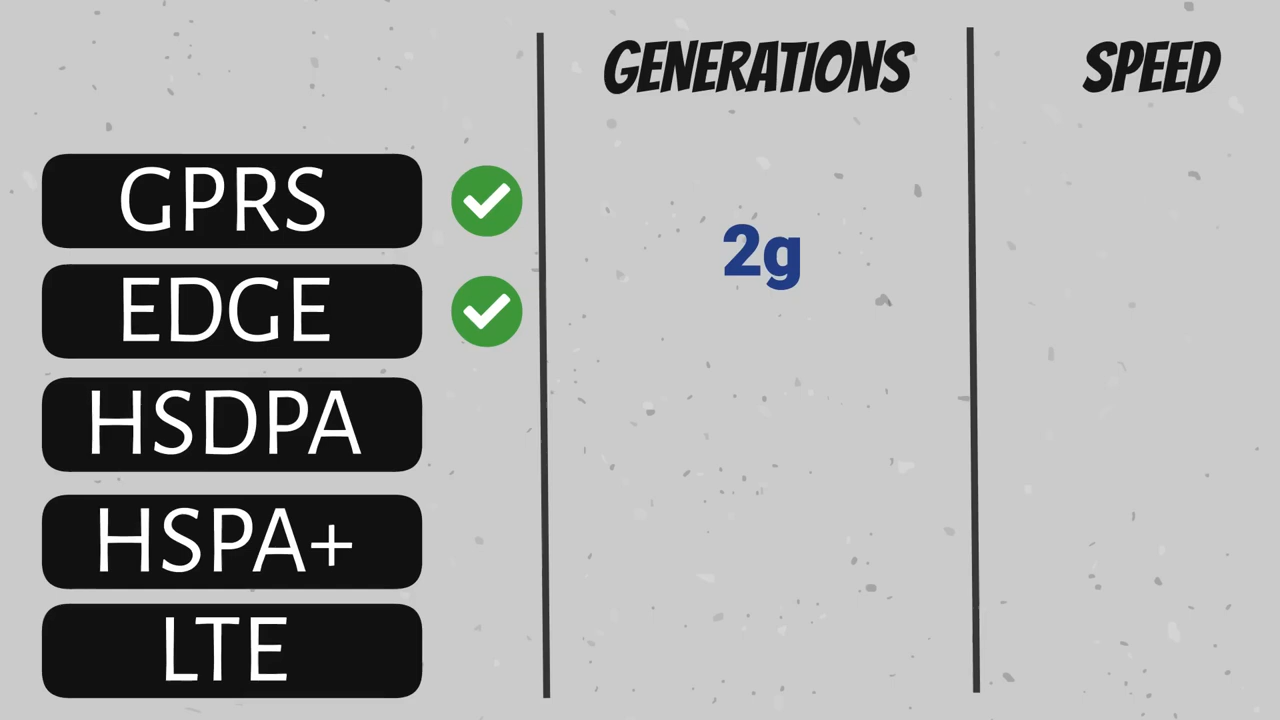 GENERATIONS
SPEED
GPRS
2g
EDGE
HSDPA
HSPA+
LTE